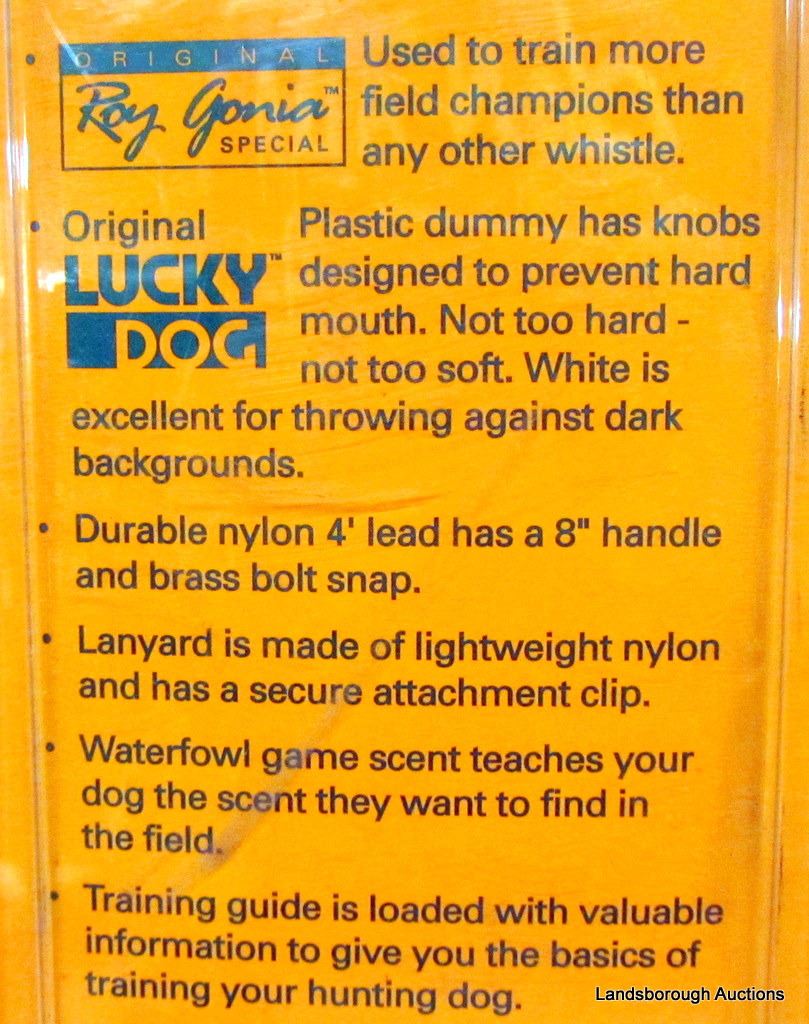 • ORIGINAL
Roy Gonia™
SPECIAL
Used to train more
field champions than
any other whistle.
• Original
LUCKY™
DOG
Plastic dummy has knobs
designed to prevent hard
mouth. Not too hard -
not too soft. White is
excellent for throwing against dark
backgrounds.
• Durable nylon 4' lead has a 8" handle
and brass bolt snap.
• Lanyard is made of lightweight nylon
and has a secure attachment clip.
• Waterfowl game scent teaches your
dog the scent they want to find in
the field.
• Training guide is loaded with valuable
information to give you the basics of
training your hunting dog.
Landsborough Auctions